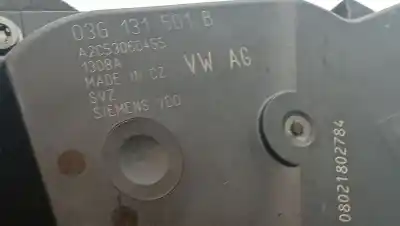 03G 131 501 B
A2C53060455
1308A
MADE IN CZ
VW AG
SVZ
SIEMENS VDO
08021802784